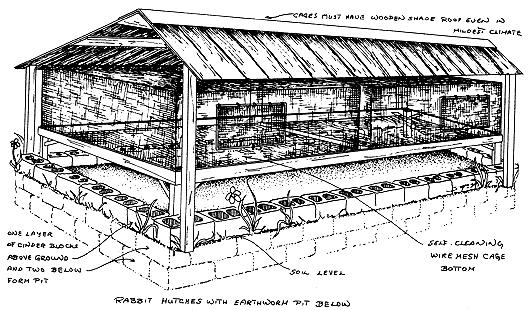 CAGES MUST HAVE WOODEN SHADE ROOF EVEN IN
MILDEST CLIMATE
ONE LAYER
OF CINDER BLOCKS
ABOVE GROUND
AND TWO BELOW
FORM PIT
SOIL LEVEL
SELF-CLEANING
WIRE MESH CAGE
BOTTOM
RABBIT HUTCHES WITH EARTHWORM PIT BELOW